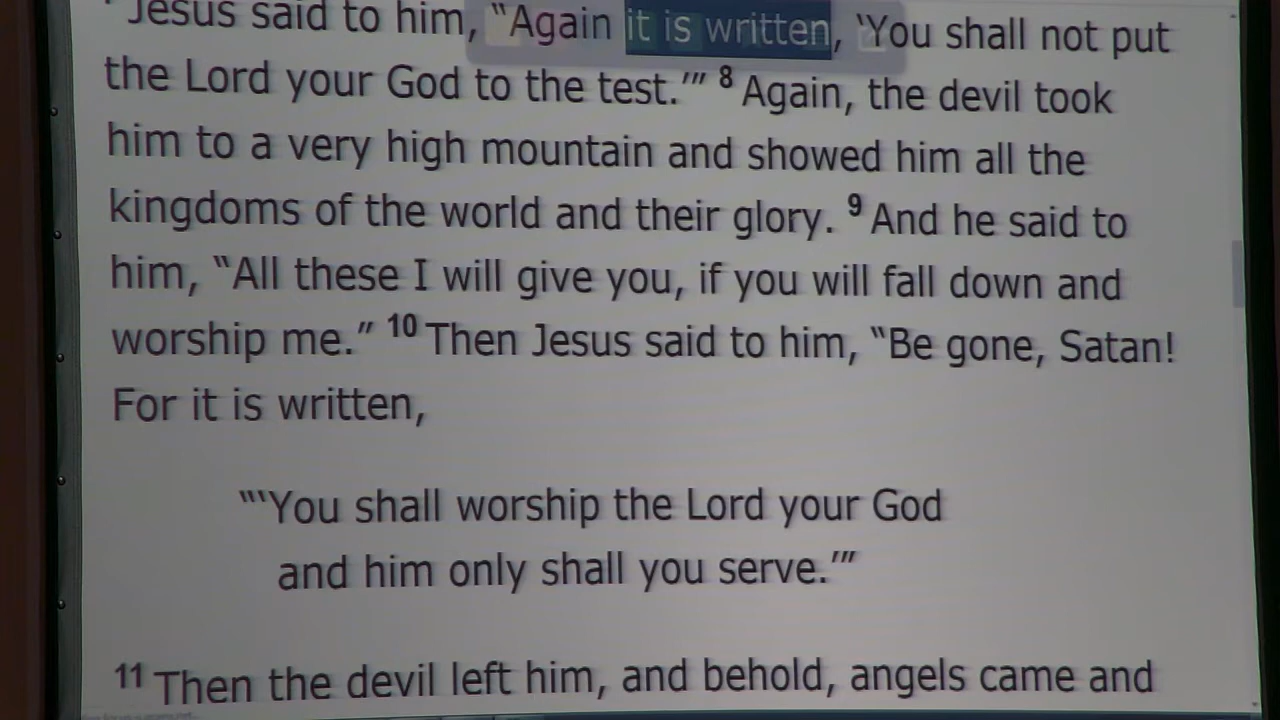 Jesus said to him, “Again it is written, ‘You shall not put
the Lord your God to the test.’” 8 Again, the devil took
him to a very high mountain and showed him all the
kingdoms of the world and their glory. 9 And he said to
him, “All these I will give you, if you will fall down and
worship me.” 10 Then Jesus said to him, “Be gone, Satan!
For it is written,
“‘You shall worship the Lord your God
and him only shall you serve.’”
11 Then the devil left him, and behold, angels came and